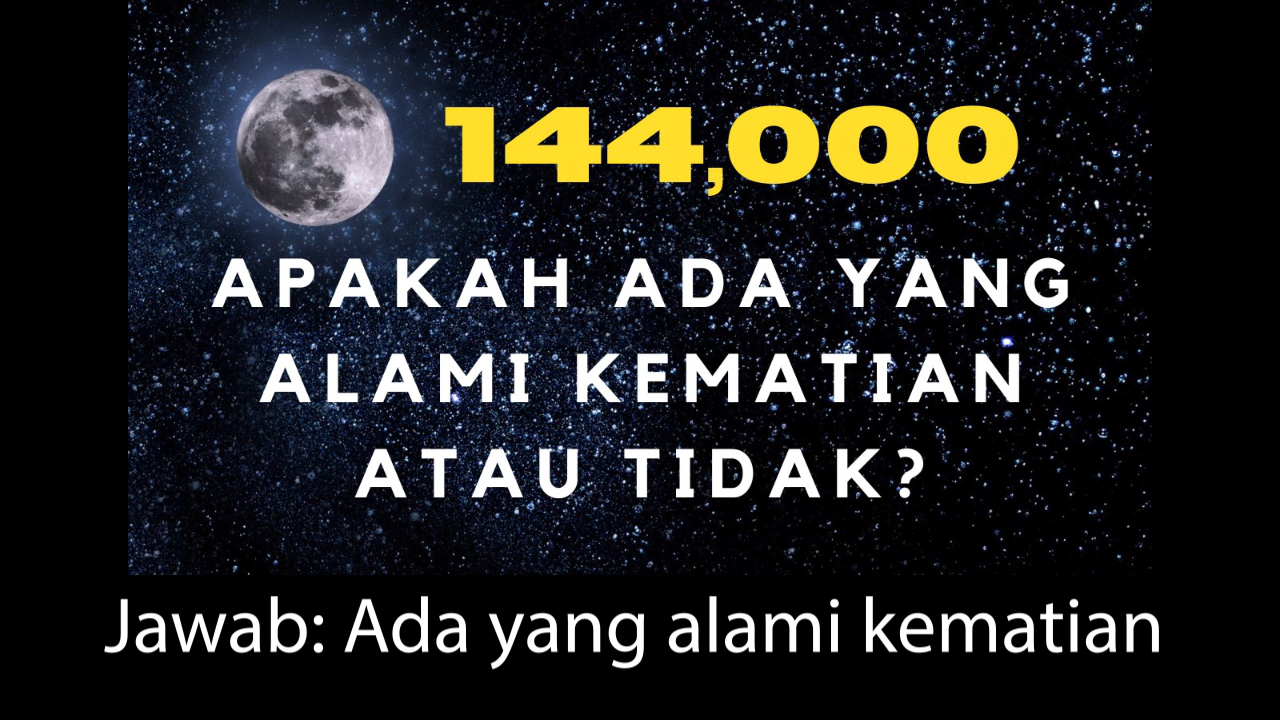 144,000
APAKAH ADA YANG
ALAMI KEMATIAN
ATAU TIDAK?
Jawab: Ada yang alami kematian